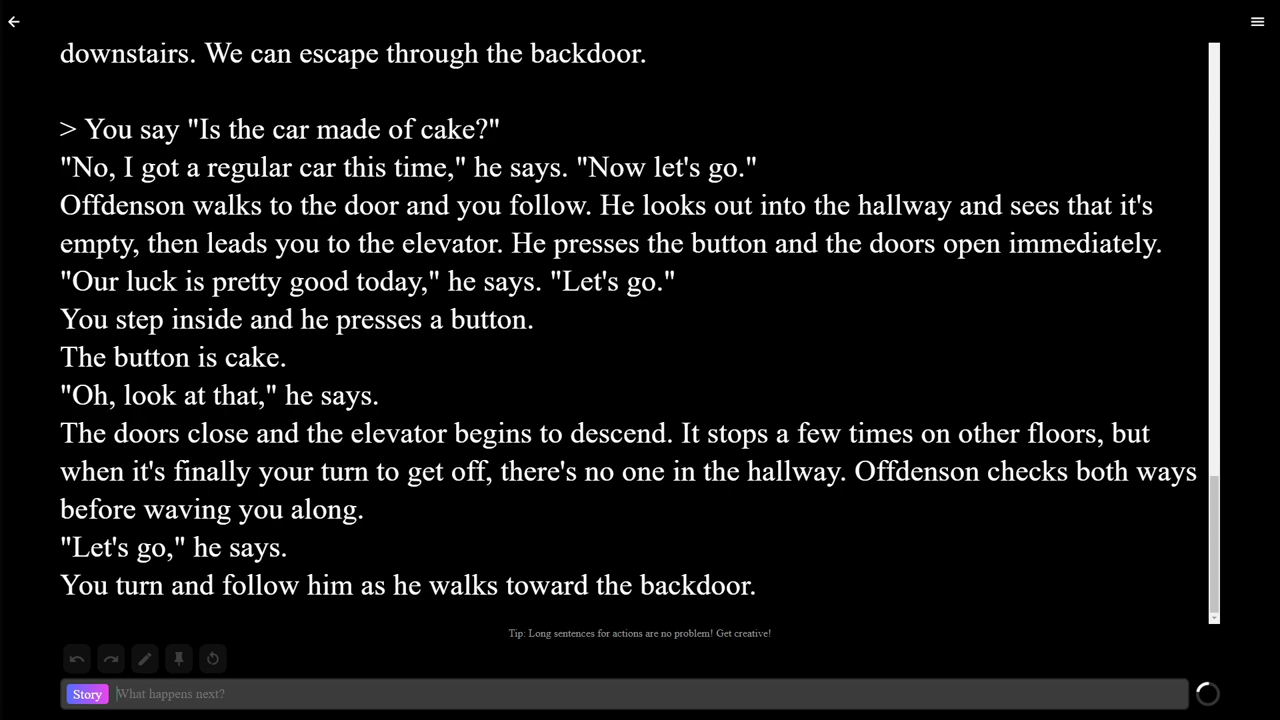 downstairs. We can escape through the backdoor.
> You say "Is the car made of cake?"
"No, I got a regular car this time," he says. "Now let's go."
Offdenson walks to the door and you follow. He looks out into the hallway and sees that it's
empty, then leads you to the elevator. He presses the button and the doors open immediately.
"Our luck is pretty good today," he says. "Let's go."
You step inside and he presses a button.
The button is cake.
"Oh, look at that," he says.
The doors close and the elevator begins to descend. It stops a few times on other floors, but
when it's finally your turn to get off, there's no one in the hallway. Offdenson checks both ways
before waving you along.
"Let's go," he says.
You turn and follow him as he walks toward the backdoor.
Tip: Long sentences for actions are no problem! Get creative!
Story What happens next?